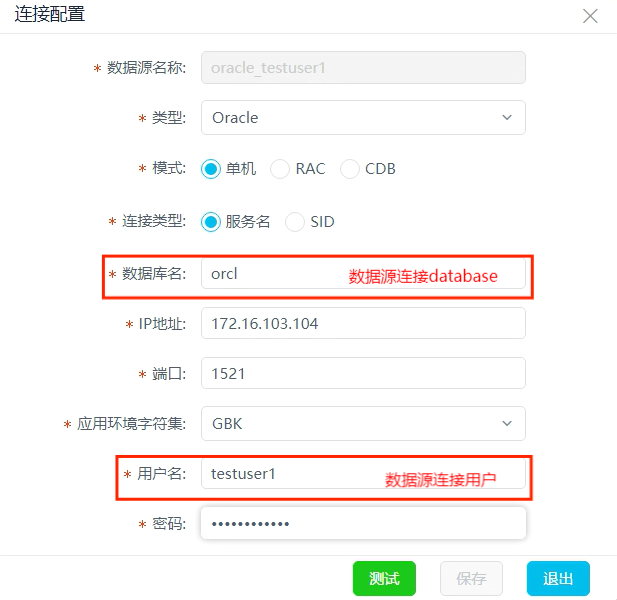 连接配置
* 数据源名称: oracle_testuser1
* 类型: Oracle
* 模式: 单机 RAC CDB
* 连接类型: 服务名 SID
* 数据库名: orcl 数据源连接database
* IP地址: 172.16.103.104
* 端口: 1521
* 应用环境字符集: GBK
* 用户名: testuser1 数据源连接用户
* 密码: ••••••••••••
测试 保存 退出